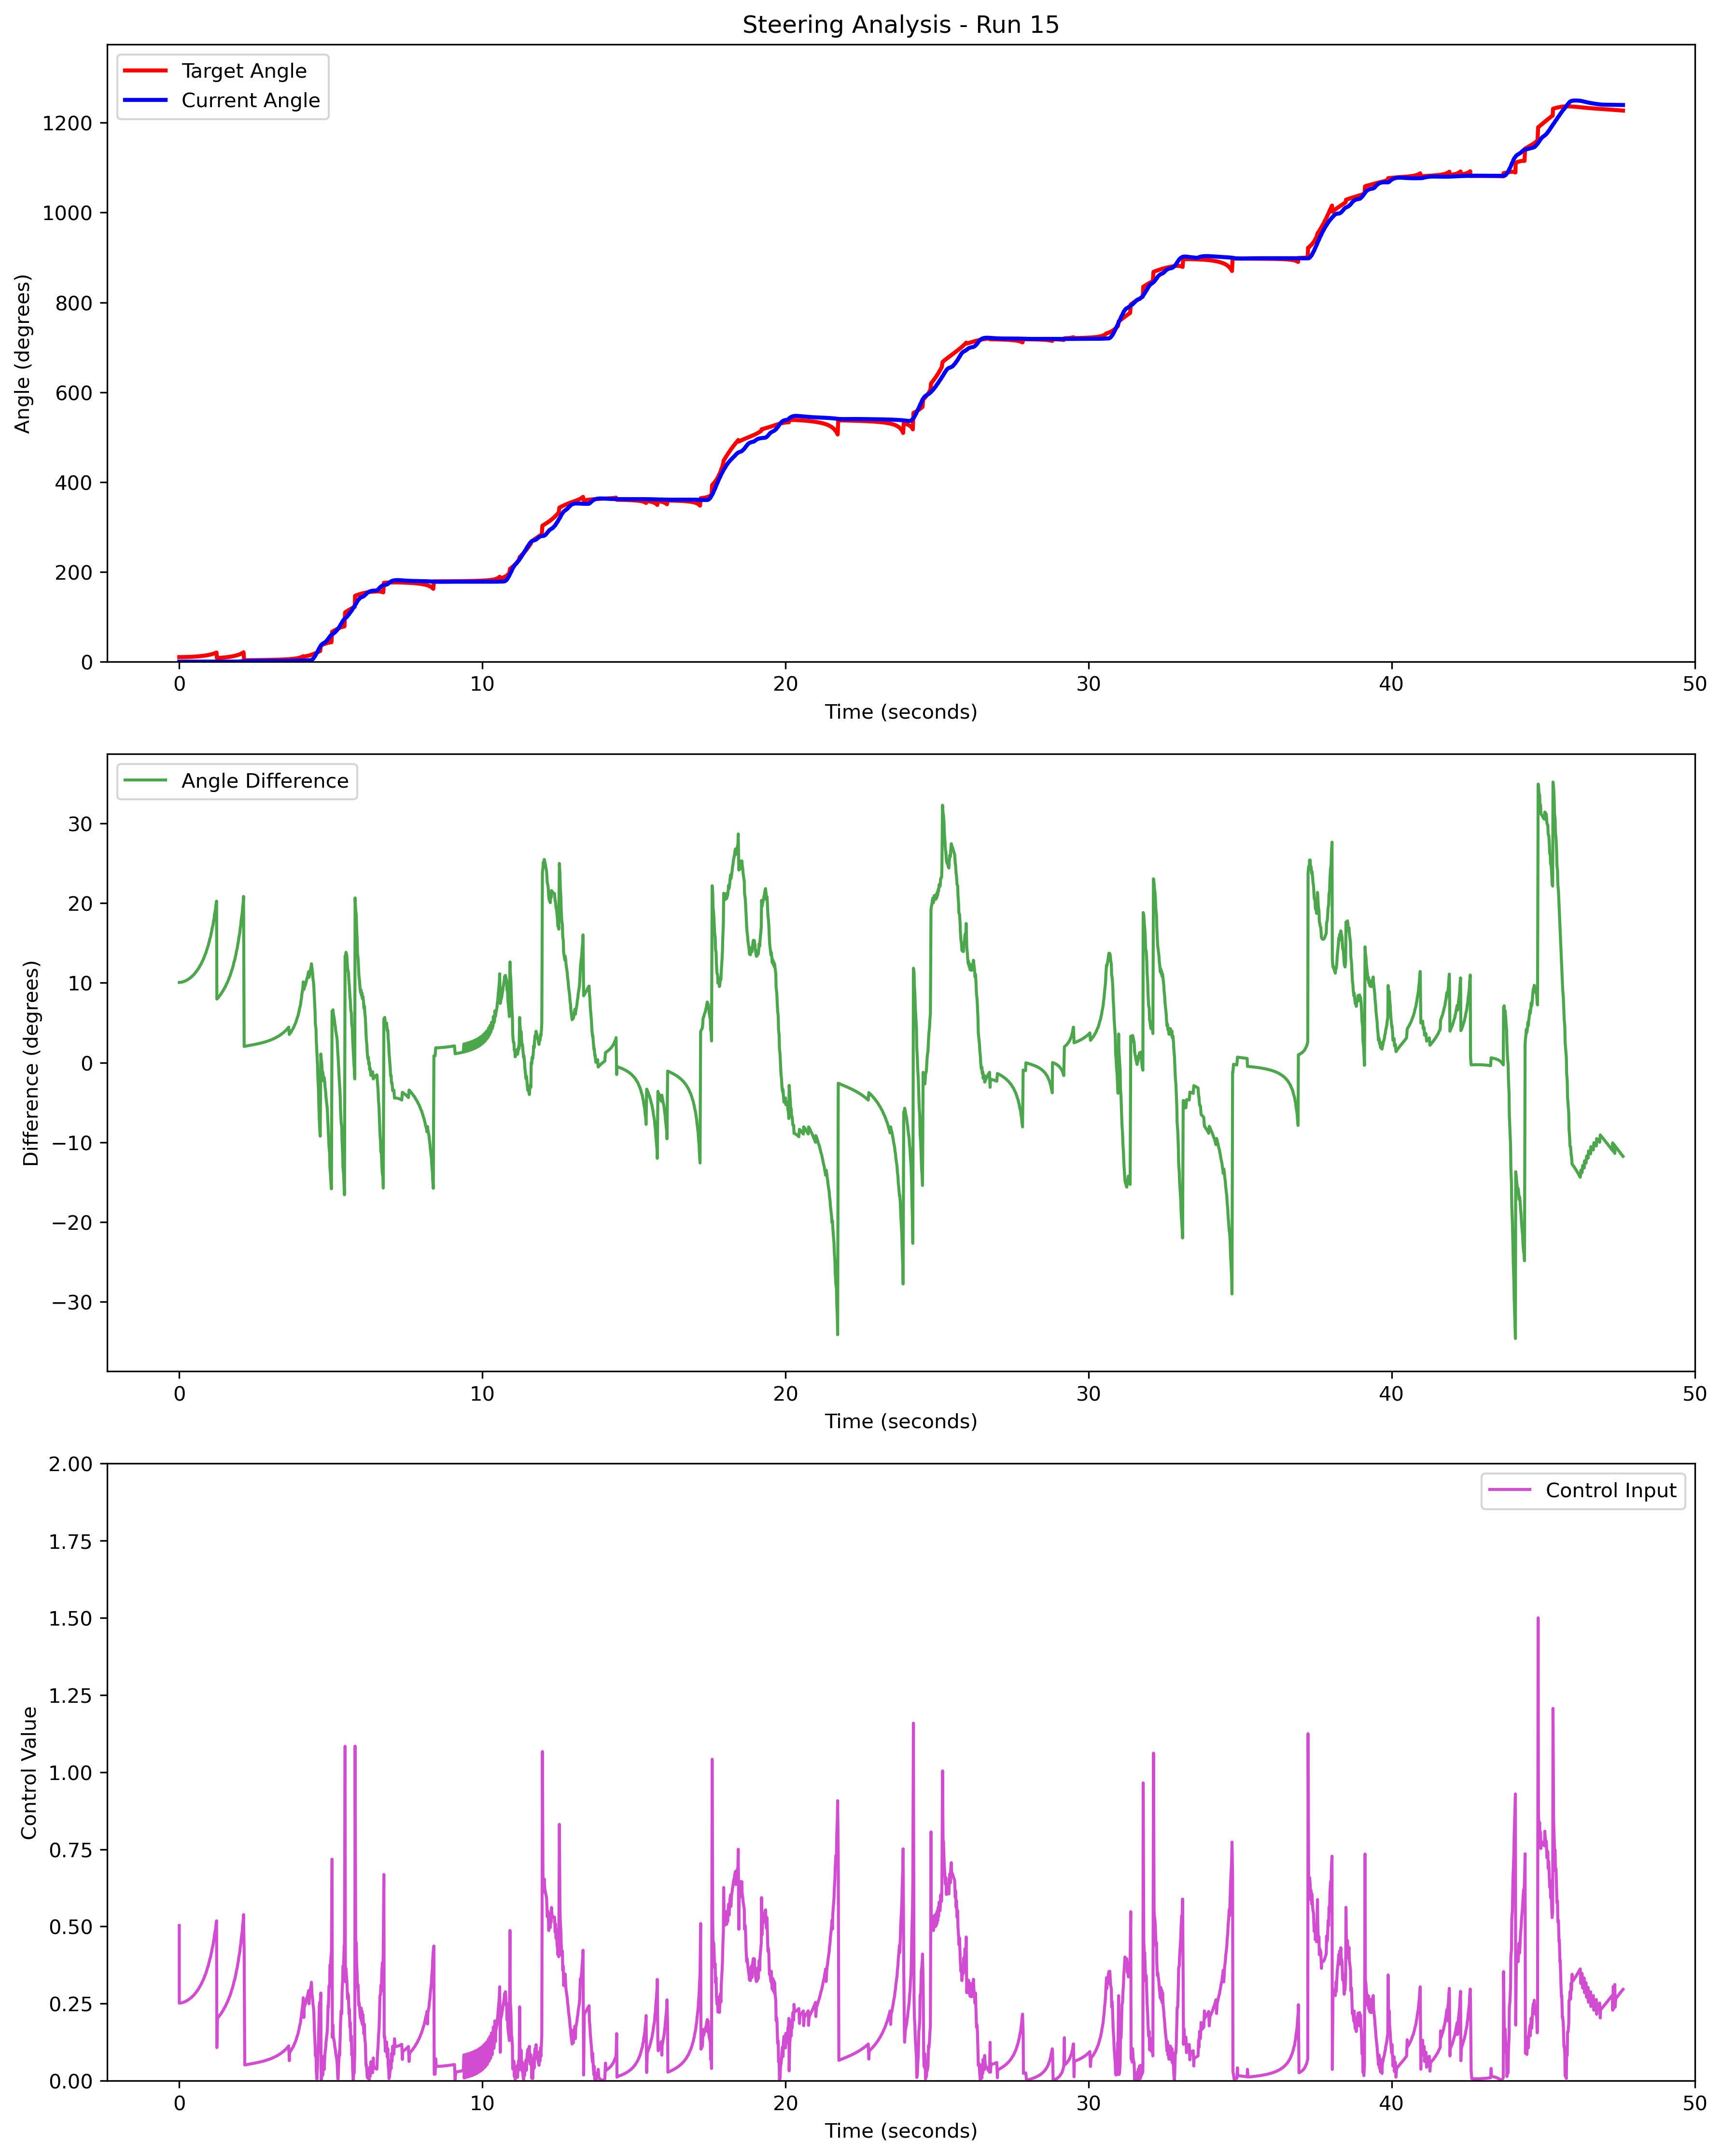 Steering Analysis - Run 15
Target Angle
Current Angle
Angle (degrees)
1200
1000
800
600
400
200
0
0 10 20 30 40 50
Time (seconds)
Angle Difference
Difference (degrees)
30
20
10
0
−10
−20
−30
0 10 20 30 40 50
Time (seconds)
Control Input
Control Value
2.00
1.75
1.50
1.25
1.00
0.75
0.50
0.25
0.00
0 10 20 30 40 50
Time (seconds)